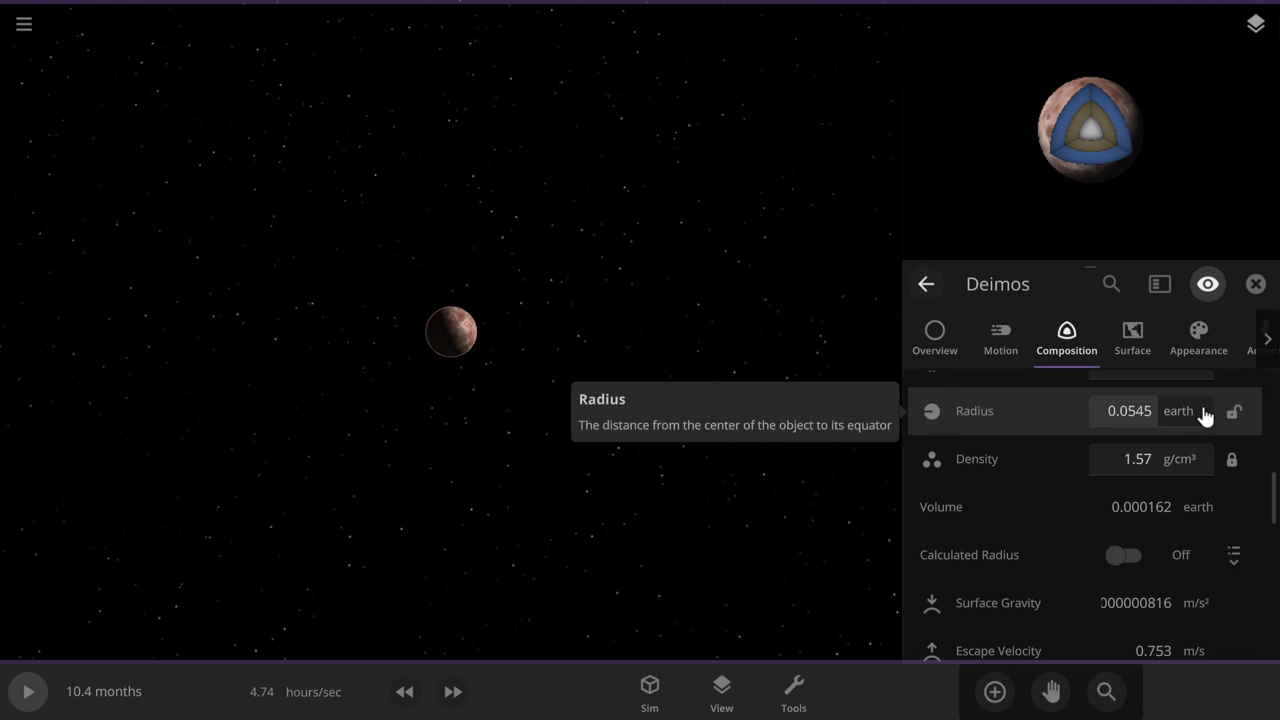 Deimos
Overview
Motion
Composition
Surface
Appearance
Radius
The distance from the center of the object to its equator
Radius 0.0545 earth
Density 1.57 g/cm³
Volume 0.000162 earth
Calculated Radius Off
Surface Gravity 000000816 m/s²
Escape Velocity 0.753 m/s
10.4 months
4.74 hours/sec
Sim
View
Tools